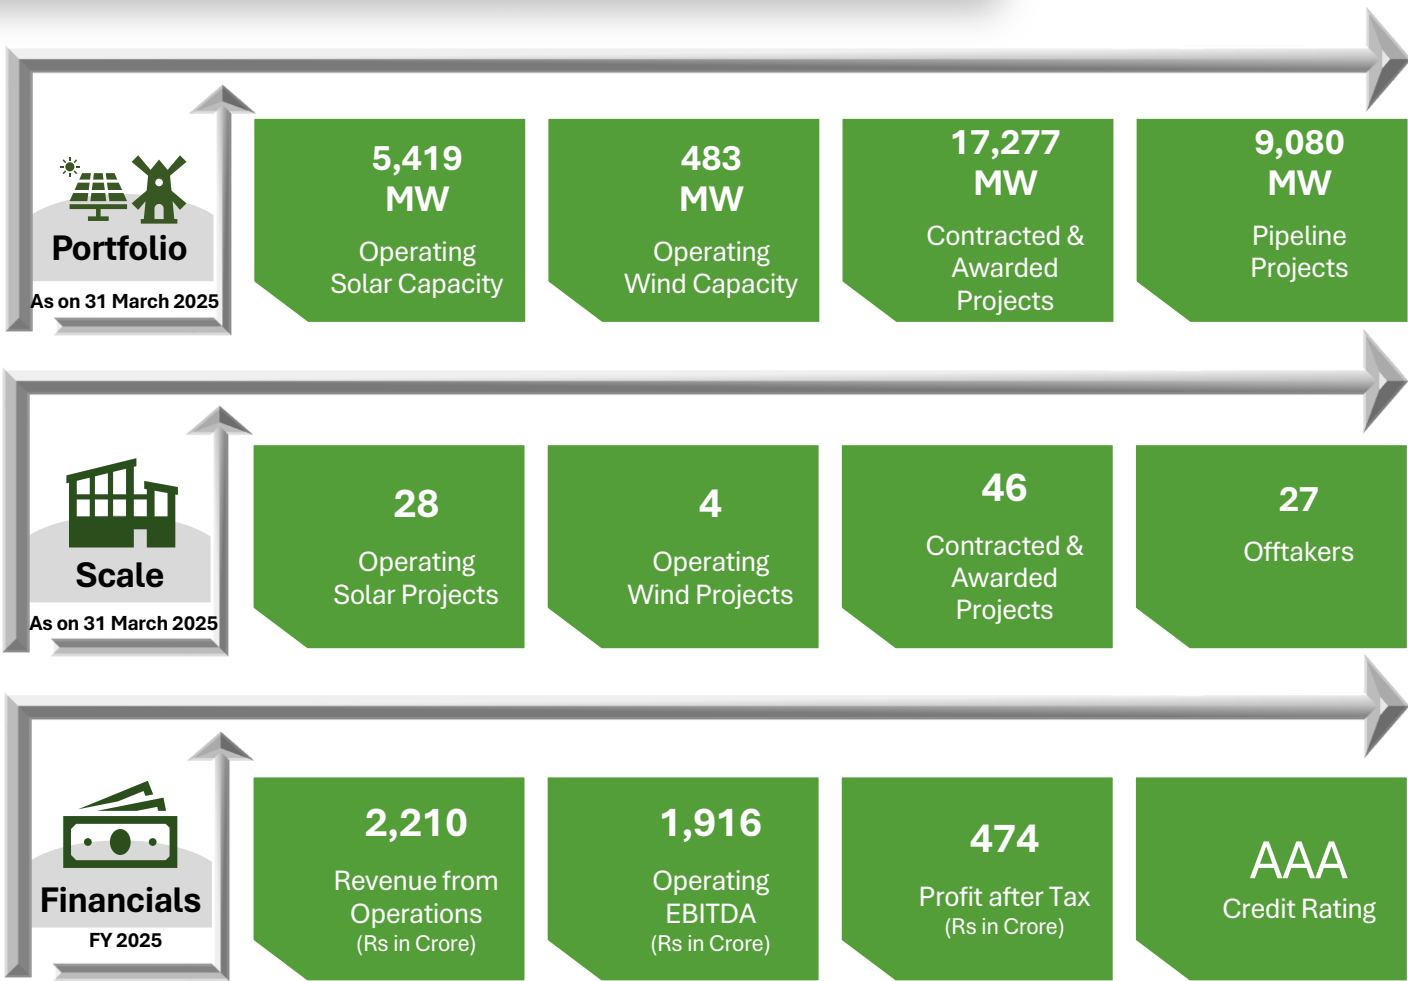 Portfolio
As on 31 March 2025
5,419
MW
Operating
Solar Capacity
483
MW
Operating
Wind Capacity
17,277
MW
Contracted &
Awarded
Projects
9,080
MW
Pipeline
Projects
Scale
As on 31 March 2025
28
Operating
Solar Projects
4
Operating
Wind Projects
46
Contracted &
Awarded
Projects
27
Offtakers
Financials
FY 2025
2,210
Revenue from
Operations
(Rs in Crore)
1,916
Operating
EBITDA
(Rs in Crore)
474
Profit after Tax
(Rs in Crore)
AAA
Credit Rating